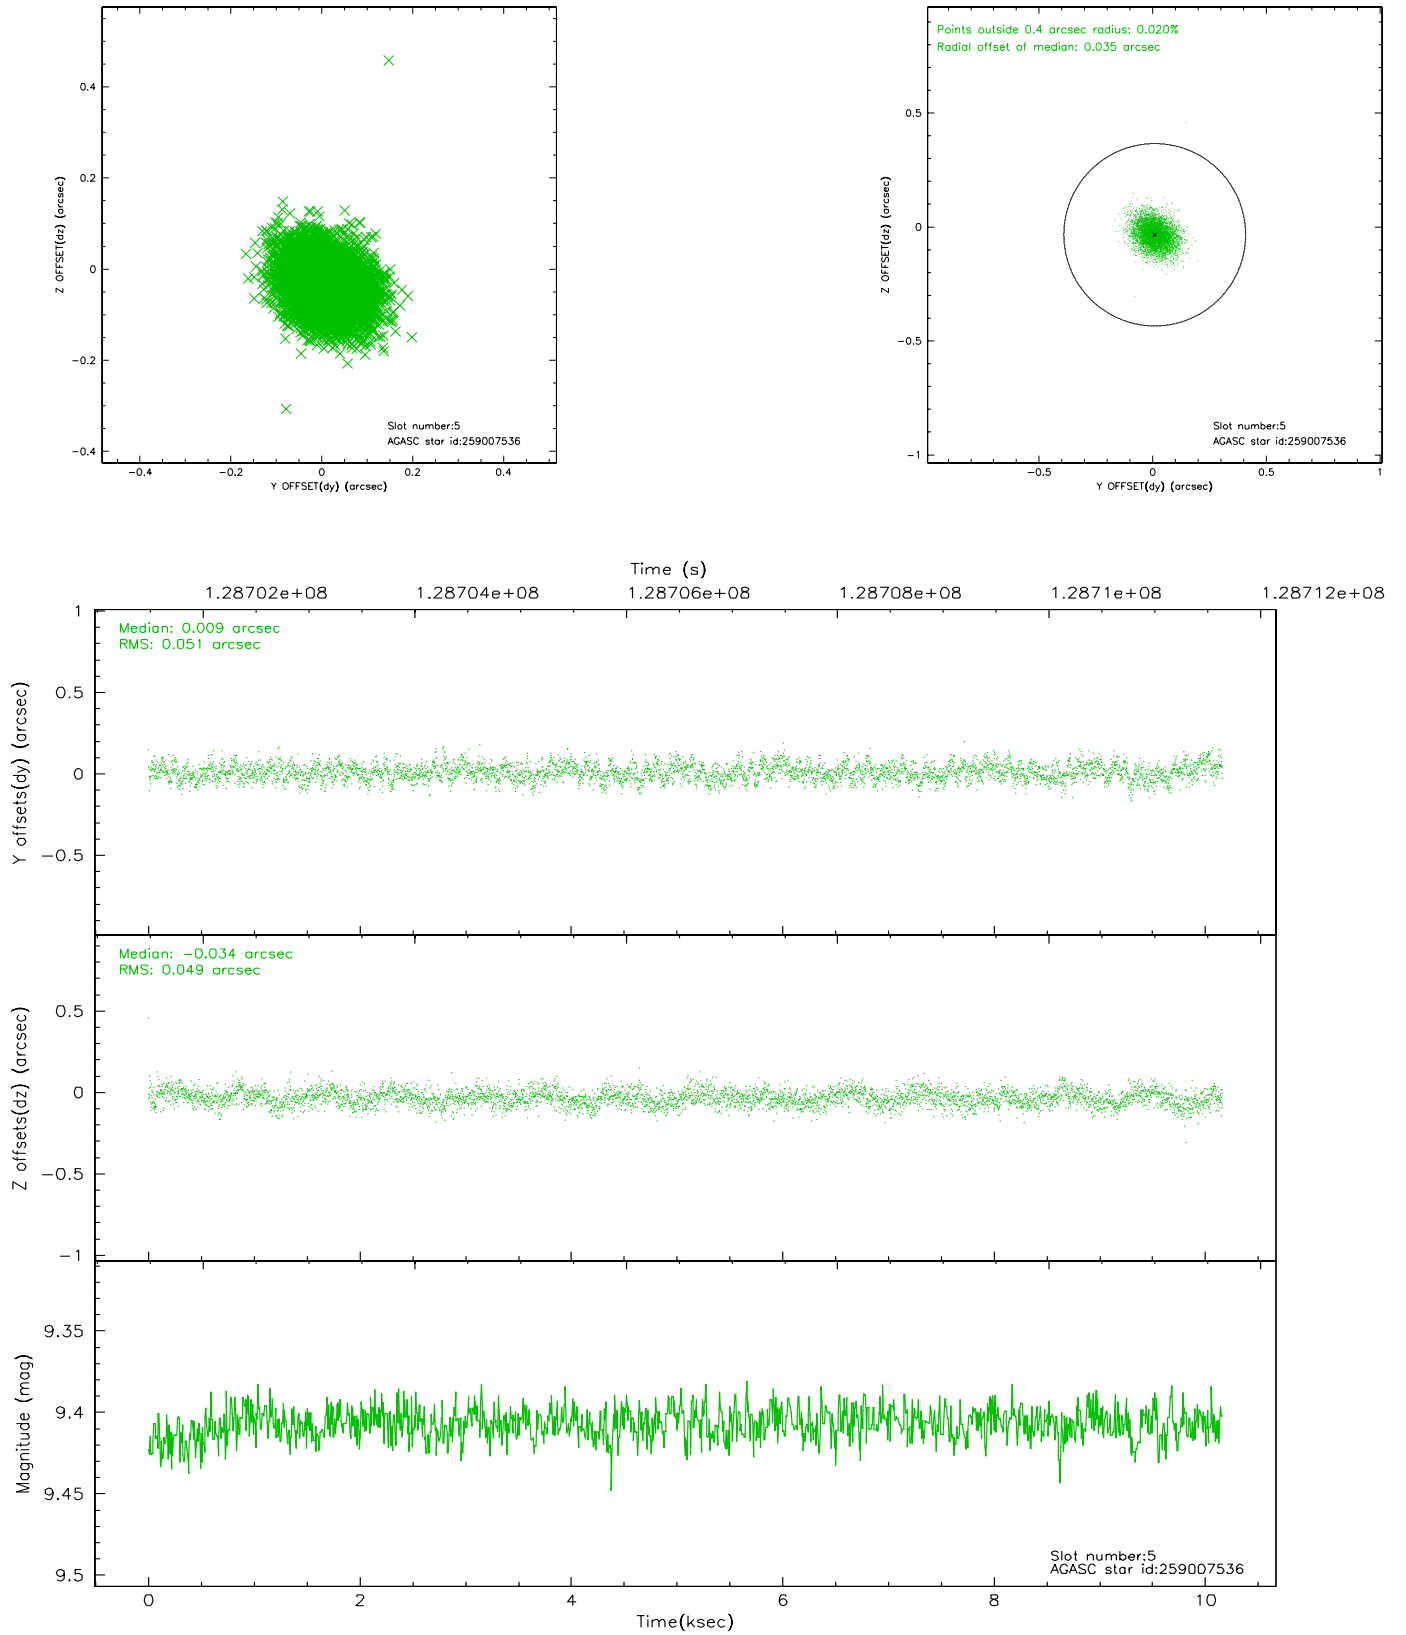 Z OFFSET(dz) (arcsec)
0.4
0.2
0
−0.2
−0.4
Slot number:5
AGASC star id:259007536
−0.4 −0.2 0 0.2 0.4
Y OFFSET(dy) (arcsec)
Points outside 0.4 arcsec radius: 0.020%
Radial offset of median: 0.035 arcsec
Z OFFSET(dz) (arcsec)
0.5
0
−0.5
−1
Slot number:5
AGASC star id:259007536
−0.5 0 0.5 1
Y OFFSET(dy) (arcsec)
Time (s)
1.28702e+08 1.28704e+08 1.28706e+08 1.28708e+08 1.2871e+08 1.28712e+08
Y offsets(dy) (arcsec)
1
0.5
0
−0.5
Median: 0.009 arcsec
RMS: 0.051 arcsec
Z offsets(dz) (arcsec)
0.5
0
−0.5
−1
Median: −0.034 arcsec
RMS: 0.049 arcsec
Magnitude (mag)
9.35
9.4
9.45
9.5
Slot number:5
AGASC star id:259007536
0 2 4 6 8 10
Time(ksec)